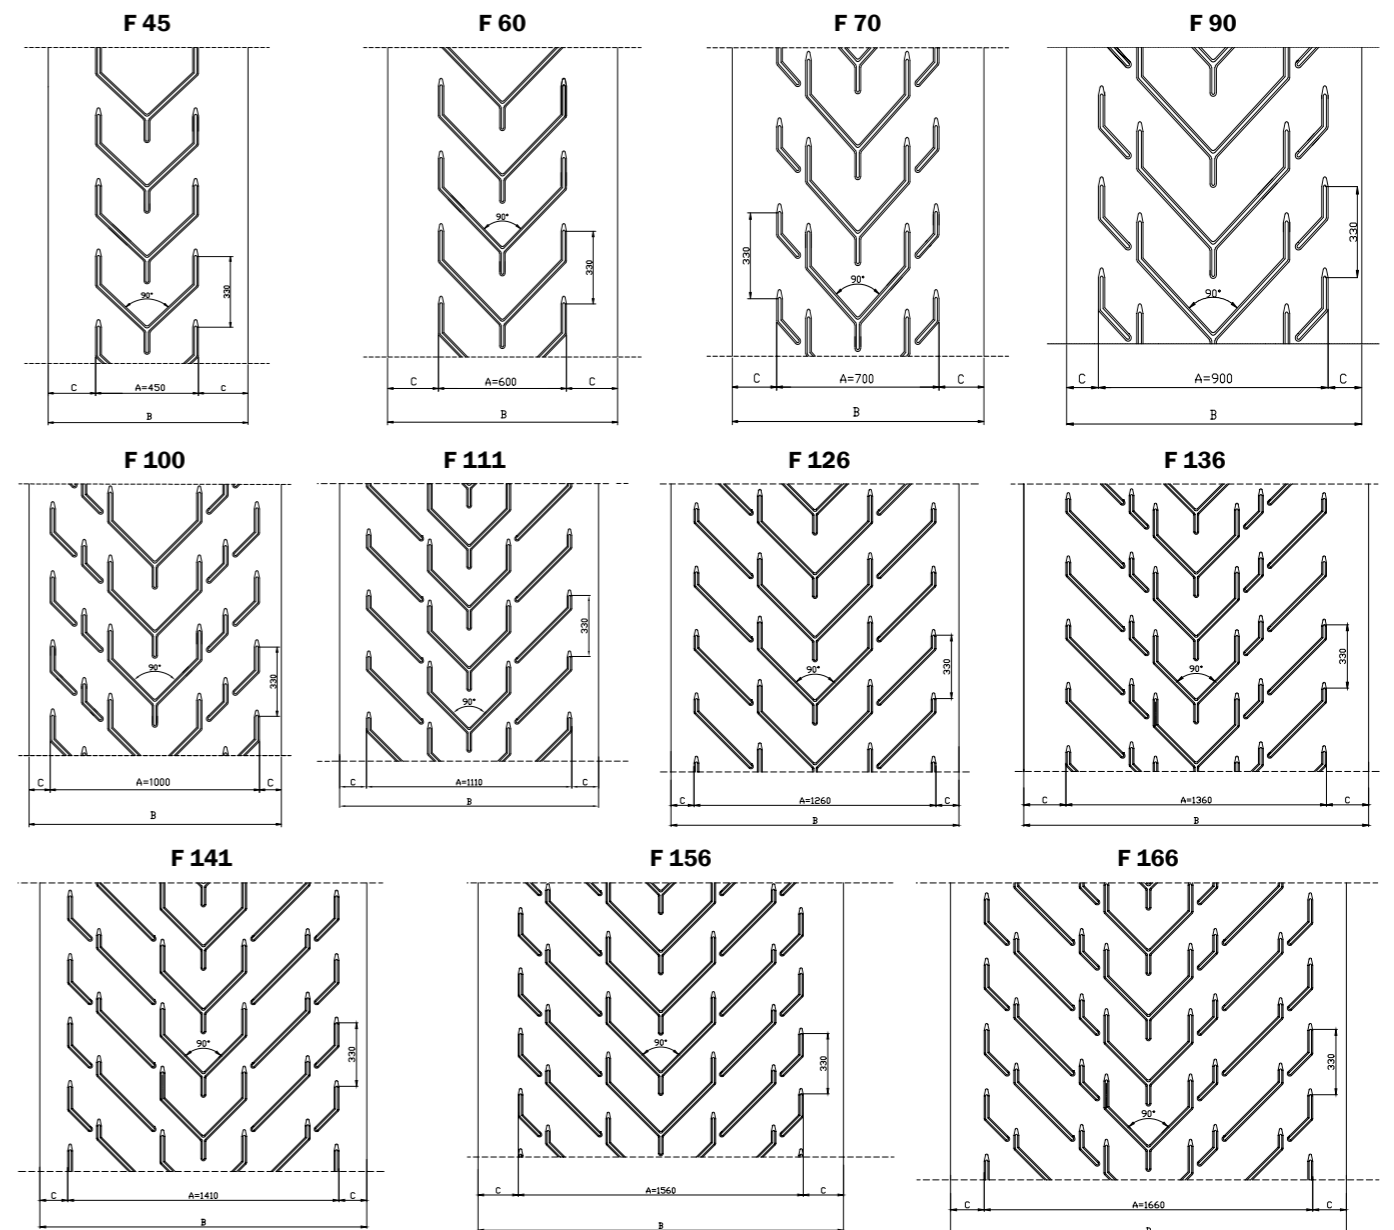 F 45 F 60 F 70 F 90
90° 330
C A=450 C
B
90° 330
C A=600 C
B
330 90°
C A=700 C
B
90° 330
C A=900 C
B
F 100 F 111 F 126 F 136
90° 330
C A=1000 C
B
90° 330
C A=1110 C
B
90° 330
C A=1260 C
B
90° 330
C A=1360 C
B
F 141 F 156 F 166
90° 330
C A=1410 C
B
90° 330
C A=1560 C
B
90° 330
C A=1660 C